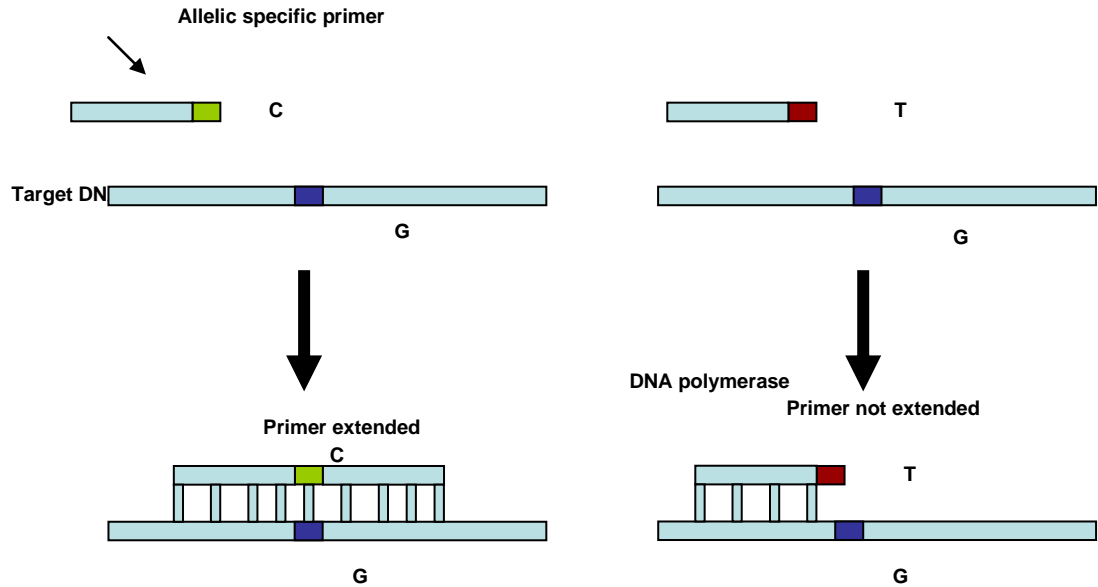 Allelic specific primer
C
T
Target DN
G
G
DNA polymerase
Primer not extended
Primer extended
C
T
G
G